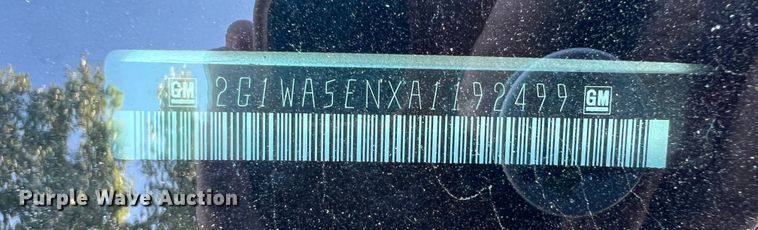 GM 2G1WA5ENXA1192499 GM
Purple Wave Auction